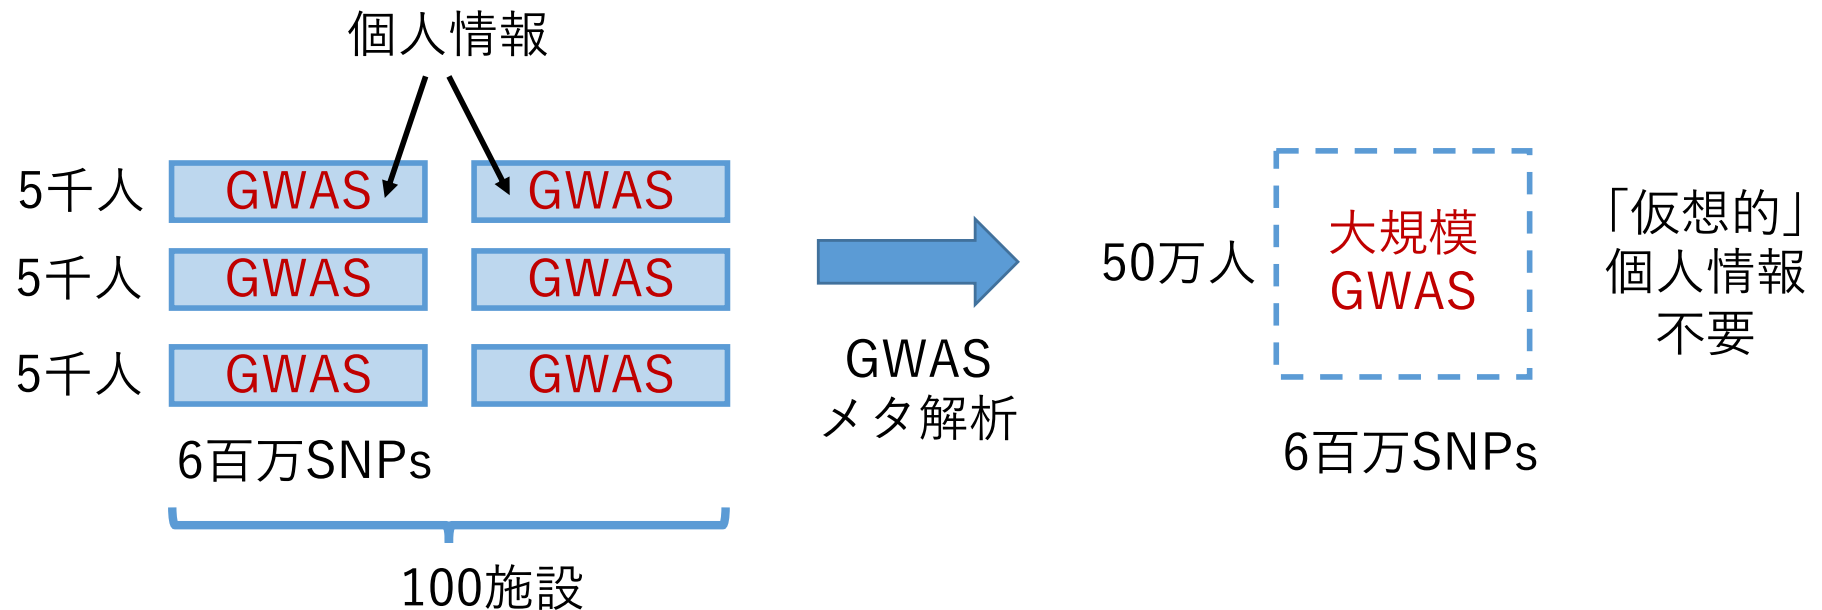 個人情報
5千人
GWAS
GWAS
5千人
GWAS
GWAS
5千人
GWAS
GWAS
6百万SNPs
100施設
GWAS
メタ解析
50万人
大規模
GWAS
6百万SNPs
「仮想的」
個人情報
不要